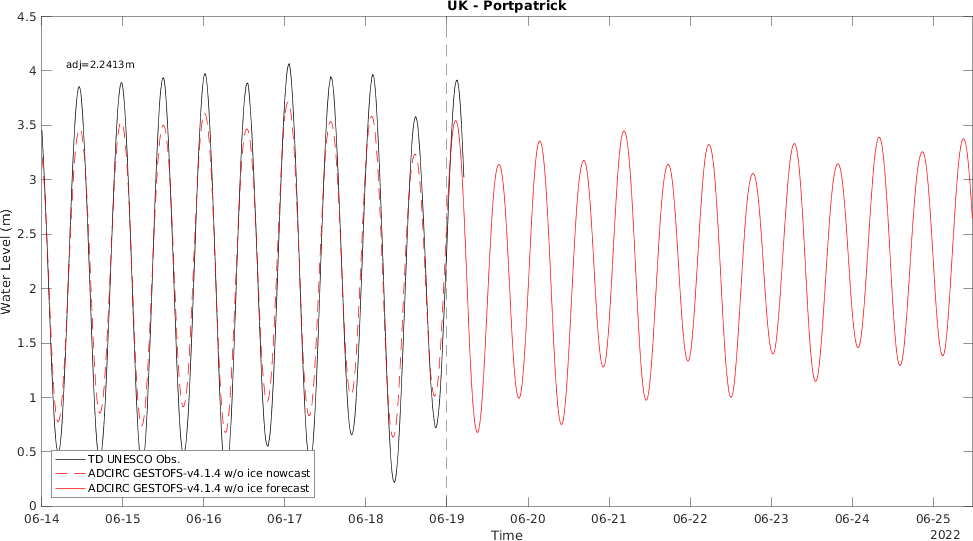 UK - Portpatrick
4.5
4
3.5
3
2.5
2
1.5
1
0.5
0
Water Level (m)
adj=2.2413m
TD UNESCO Obs.
ADCIRC GESTOFS-v4.1.4 w/o ice nowcast
ADCIRC GESTOFS-v4.1.4 w/o ice forecast
06-14 06-15 06-16 06-17 06-18 06-19 06-20 06-21 06-22 06-23 06-24 06-25
2022
Time